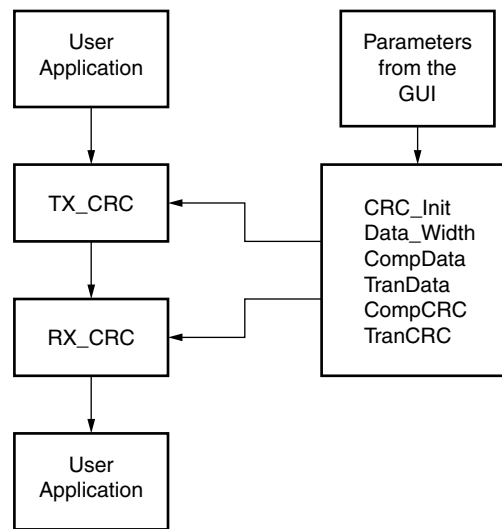 User
Application
Parameters
from the
GUI
TX_CRC
CRC_Init
Data_Width
CompData
TranData
CompCRC
TranCRC
RX_CRC
User
Application